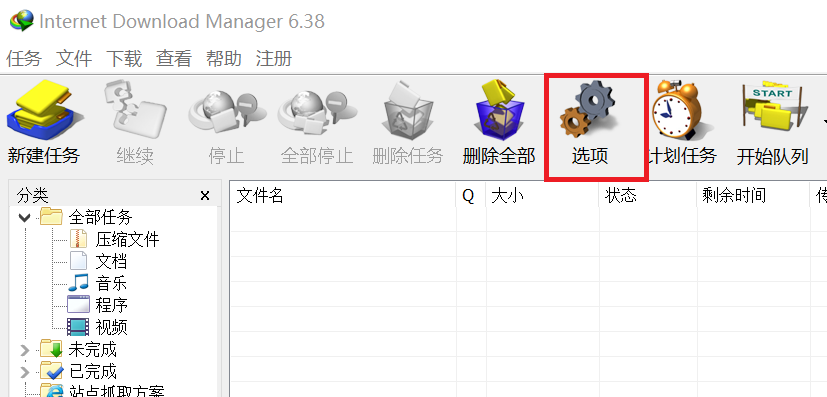 Internet Download Manager 6.38
任务 文件 下载 查看 帮助 注册
START
新建任务 继续 停止 全部停止 删除任务 删除全部 选项 计划任务 开始队列
分类 x 文件名 Q 大小 状态 剩余时间
全部任务
压缩文件
文档
音乐
程序
视频
未完成
已完成
站点抓取方案